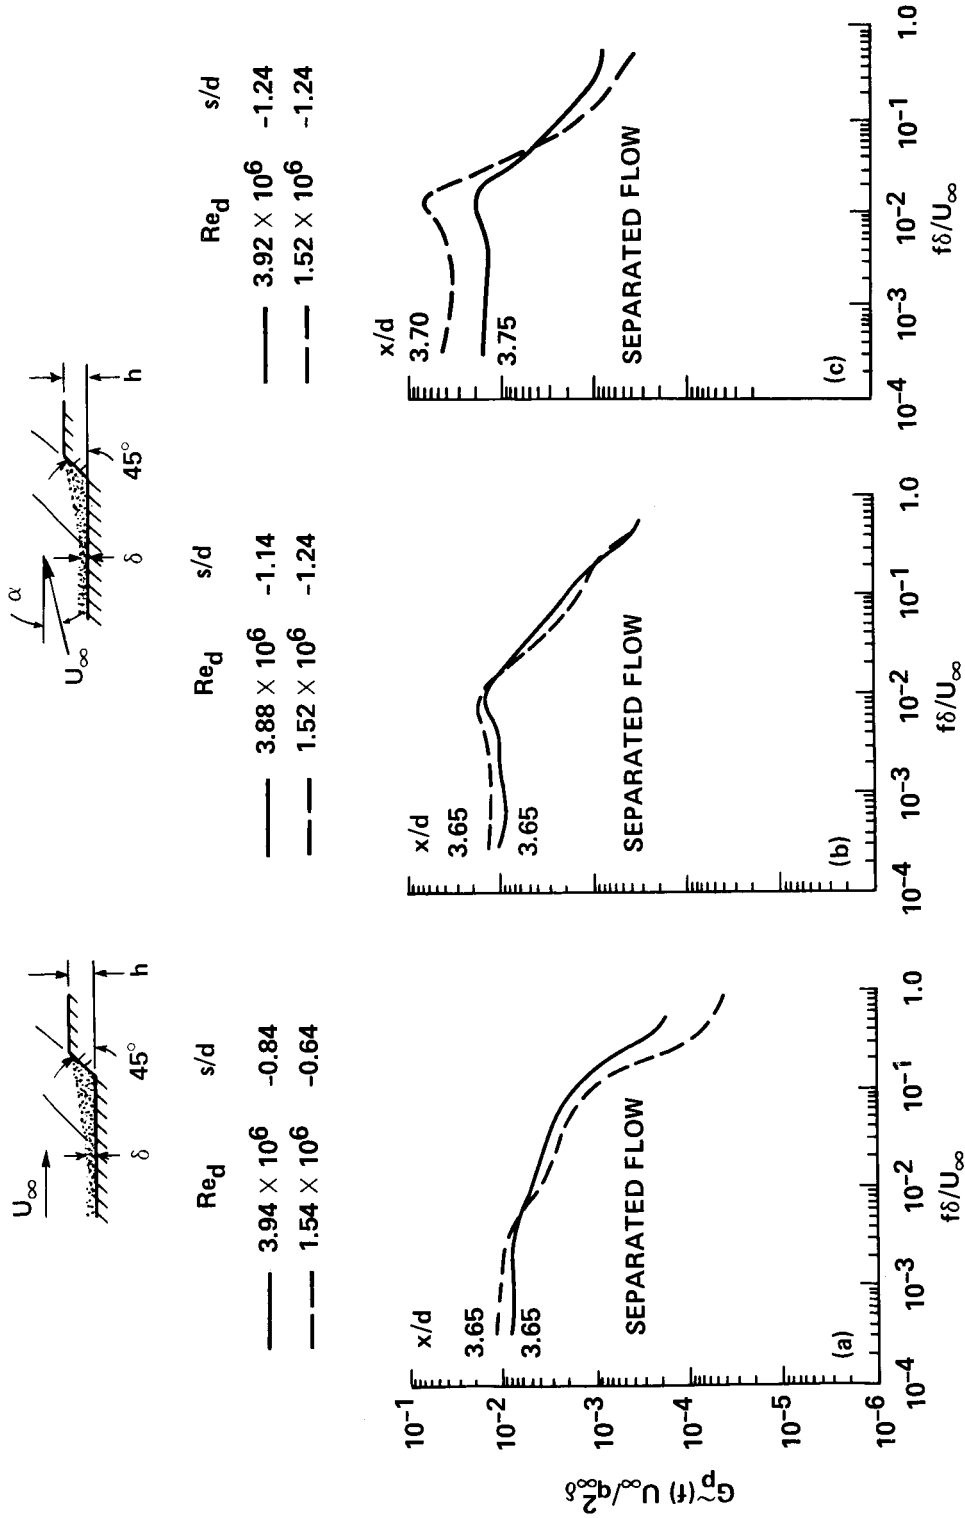 U∞
δ
45°
h
Re_d s/d
3.94 × 10^6 -0.84
1.54 × 10^6 -0.64
x/d
3.65
3.65
SEPARATED FLOW
(a)
10^-1
10^-2
10^-3
10^-4
10^-5
10^-6
G_p~(f) U∞/q∞^2 δ
10^-4 10^-3 10^-2 10^-1 1.0
fδ/U∞
α
U∞
δ
45°
h
Re_d s/d
3.88 × 10^6 -1.14
1.52 × 10^6 -1.24
x/d
3.65
3.65
SEPARATED FLOW
(b)
10^-4 10^-3 10^-2 10^-1 1.0
fδ/U∞
Re_d s/d
3.92 × 10^6 -1.24
1.52 × 10^6 -1.24
x/d
3.70
3.75
SEPARATED FLOW
(c)
10^-4 10^-3 10^-2 10^-1 1.0
fδ/U∞